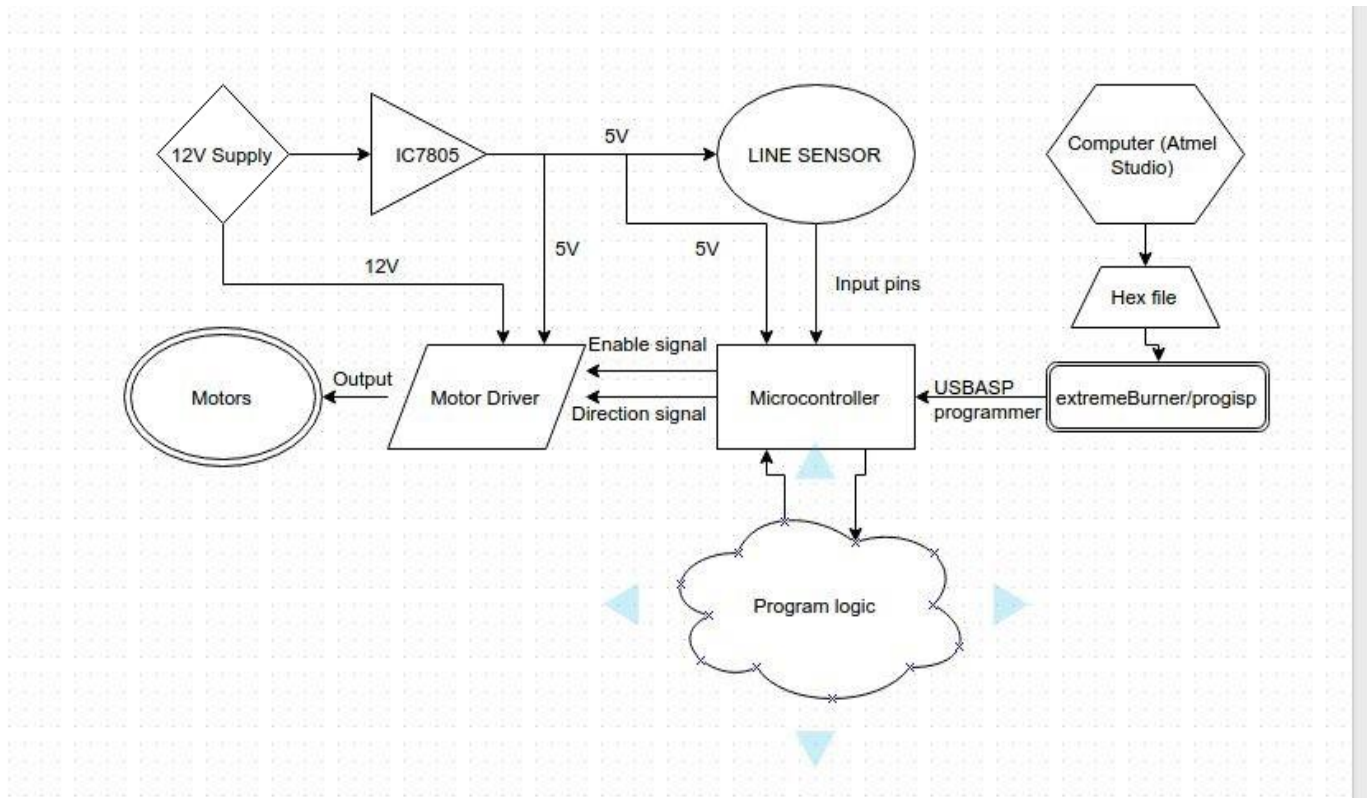 12V Supply
IC7805
5V
LINE SENSOR
Computer (Atmel
Studio)
12V
5V
5V
Input pins
Hex file
Motors
Output
Motor Driver
Enable signal
Direction signal
Microcontroller
USBASP
programmer
extremeBurner/progisp
Program logic